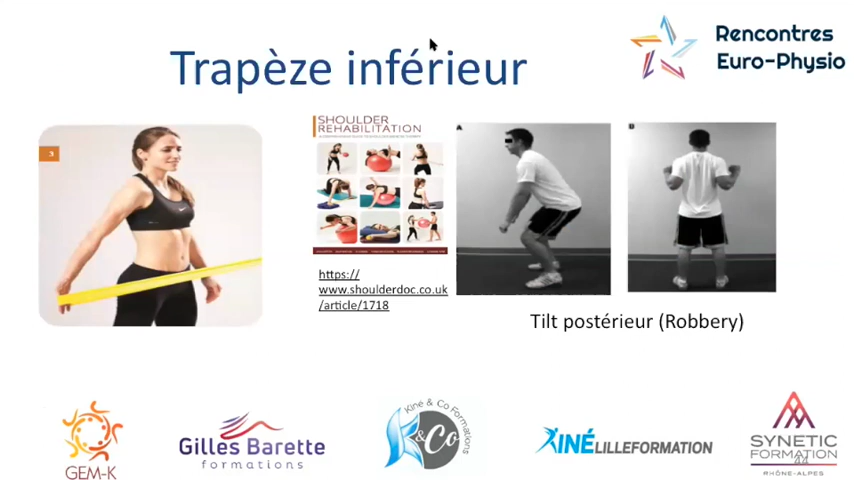 Trapèze inférieur
Rencontres
Euro-Physio
3
SHOULDER
REHABILITATION
A
B
https://
www.shoulderdoc.co.uk
/article/1718
Tilt postérieur (Robbery)
GEM-K
Gilles Barette
formations
Kiné & Co Formations
K&Co
KINÉLILLEFORMATION
SYNETIC
FORMATION
RHÔNE-ALPES
44